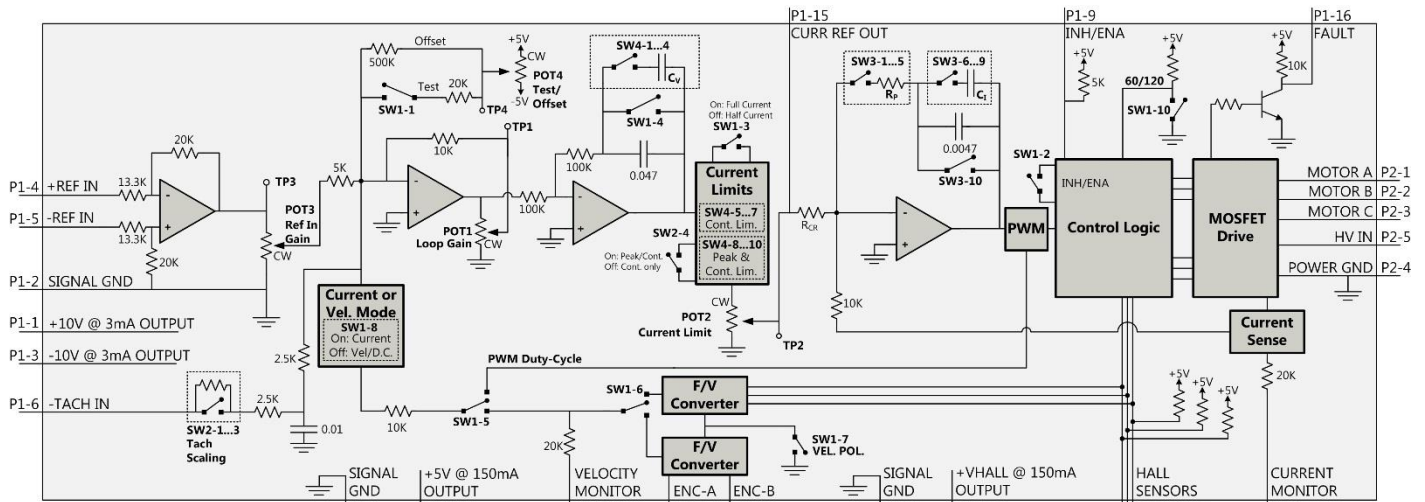 P1-15
CURR REF OUT
P1-9
INH/ENA
P1-16
FAULT
Offset
500K
+5V
CW
-5V
POT4
Test/
Offset
Test
20K
SW1-1
TP4
TP1
10K
SW4-1...4
Cv
SW1-4
100K
0.047
On: Full Current
Off: Half Current
SW1-3
Current
Limits
SW4-5...7
Cont. Lim.
SW4-8...10
Peak &
Cont. Lim.
SW2-4
On: Peak/Cont.
Off: Cont. only
CW
POT2
Current Limit
TP2
SW3-1...5
RP
SW3-6...9
CI
0.0047
SW3-10
RCR
10K
+5V
5K
+5V
60/120
SW1-10
+5V
10K
SW1-2
INH/ENA
PWM
Control Logic
MOSFET
Drive
MOTOR A P2-1
MOTOR B P2-2
MOTOR C P2-3
HV IN P2-5
POWER GND P2-4
Current
Sense
20K
20K
P1-4 +REF IN
13.3K
-
+
P1-5 -REF IN
13.3K
20K
TP3
POT3
Ref In
Gain
CW
5K
-
+
POT1
Loop Gain
CW
100K
-
+
-
+
P1-2 SIGNAL GND
P1-1 +10V @ 3mA OUTPUT
P1-3 -10V @ 3mA OUTPUT
P1-6 -TACH IN
SW2-1...3
Tach
Scaling
2.5K
2.5K
0.01
Current or
Vel. Mode
SW1-8
On: Current
Off: Vel/D.C.
10K
PWM Duty-Cycle
SW1-5
20K
SW1-6
F/V
Converter
F/V
Converter
SW1-7
VEL. POL.
+5V
+5V
+5V
SIGNAL
GND
+5V @ 150mA
OUTPUT
VELOCITY
MONITOR
ENC-A
ENC-B
SIGNAL
GND
+VHALL @ 150mA
OUTPUT
HALL
SENSORS
CURRENT
MONITOR